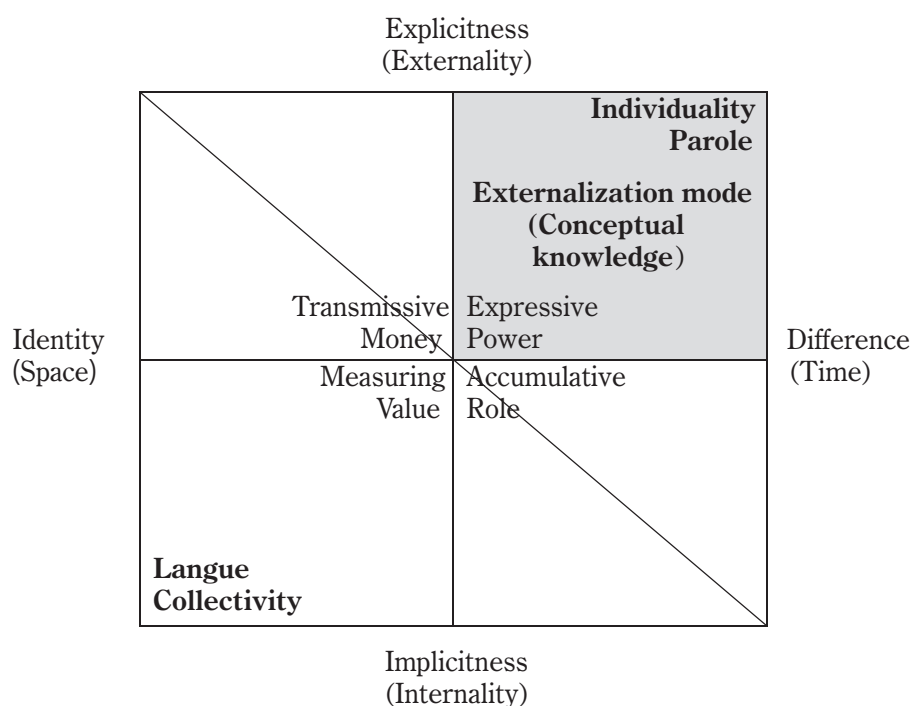 Explicitness
(Externality)
Individuality
Parole
Externalization mode
(Conceptual
knowledge)
Transmissive
Money
Expressive
Power
Identity
(Space)
Difference
(Time)
Measuring
Value
Accumulative
Role
Langue
Collectivity
Implicitness
(Internality)